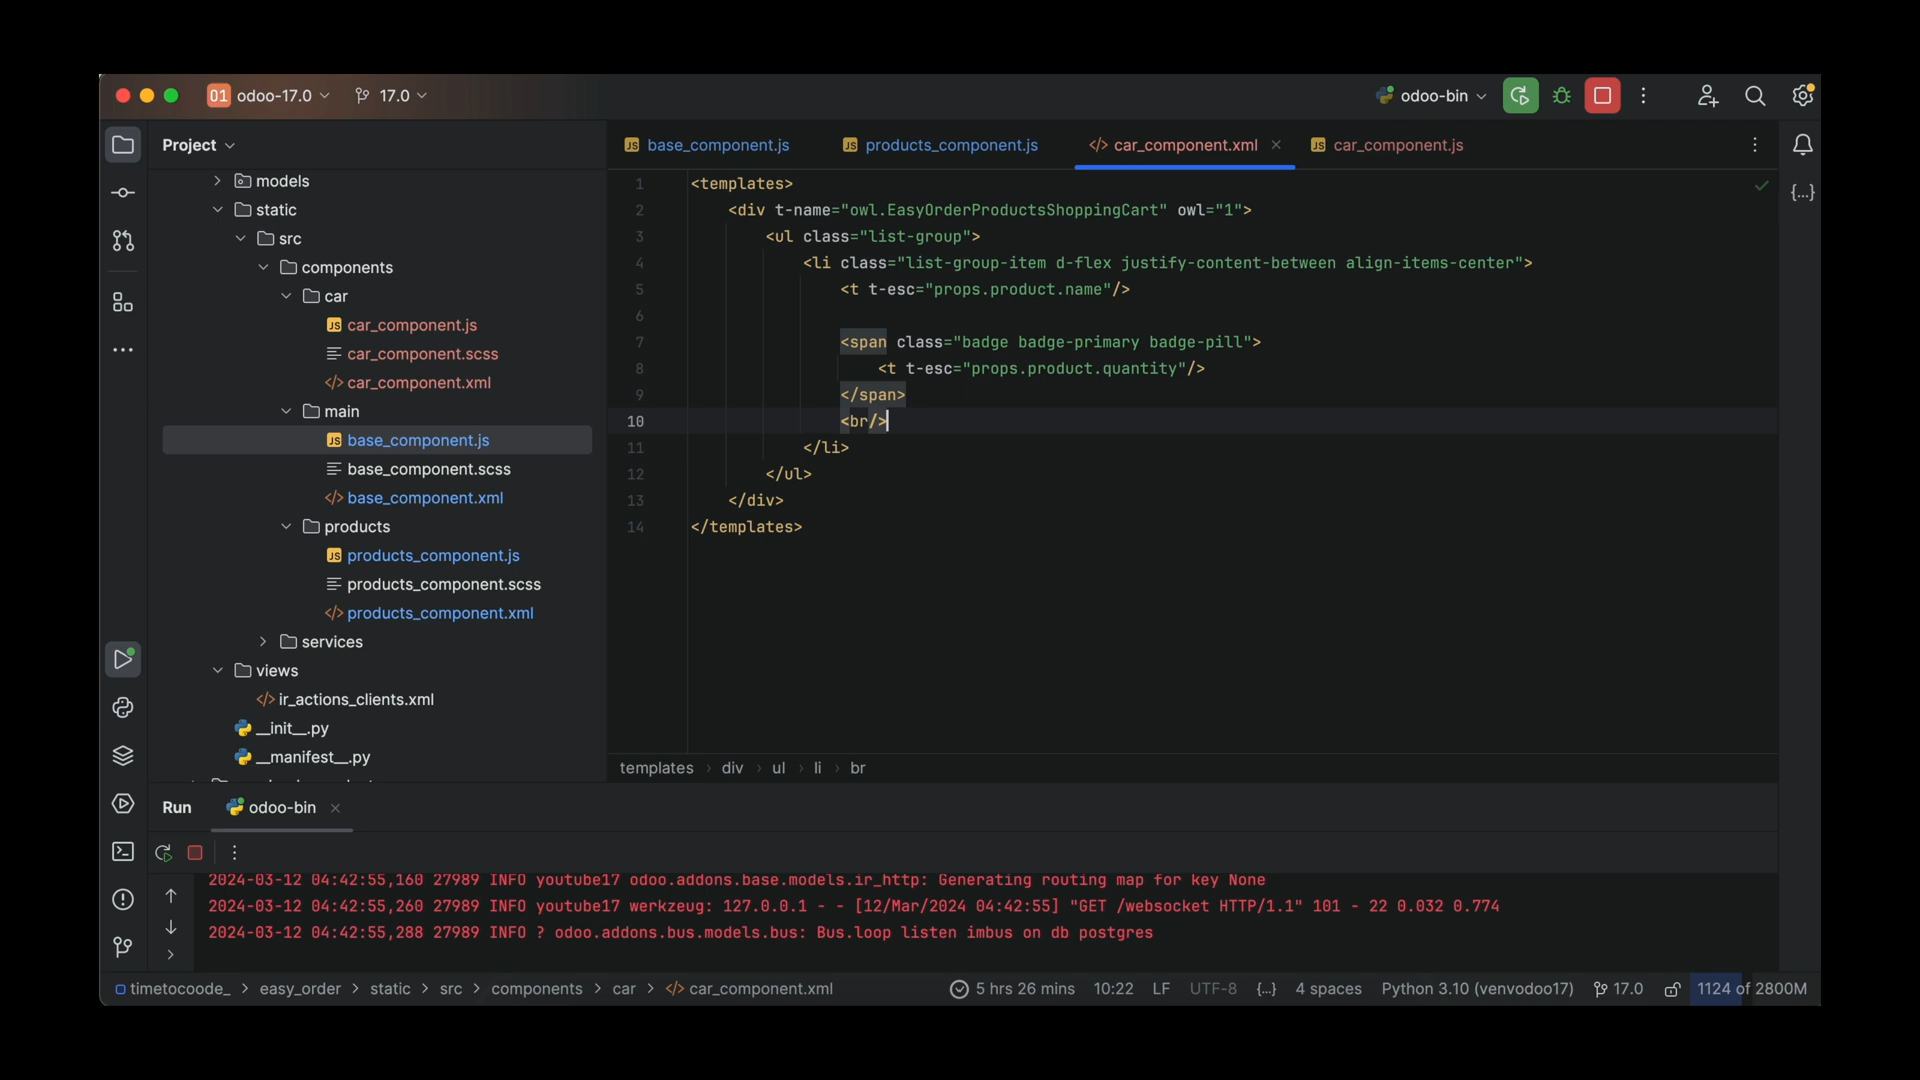 01 odoo-17.0 17.0 odoo-bin
Project
base_component.js products_component.js car_component.xml car_component.js
models
static
src
components
car
car_component.js
car_component.scss
car_component.xml
main
base_component.js
base_component.scss
base_component.xml
products
products_component.js
products_component.scss
products_component.xml
services
views
ir_actions_clients.xml
__init__.py
__manifest__.py
1 <templates>
2 <div t-name="owl.EasyOrderProductsShoppingCart" owl="1">
3 <ul class="list-group">
4 <li class="list-group-item d-flex justify-content-between align-items-center">
5 <t t-esc="props.product.name"/>
6
7 <span class="badge badge-primary badge-pill">
8 <t t-esc="props.product.quantity"/>
9 </span>
10 <br/>
11 </li>
12 </ul>
13 </div>
14 </templates>
templates > div > ul > li > br
Run odoo-bin
2024-03-12 04:42:55,160 27989 INFO youtube17 odoo.addons.base.models.ir_http: Generating routing map for key None
2024-03-12 04:42:55,260 27989 INFO youtube17 werkzeug: 127.0.0.1 - - [12/Mar/2024 04:42:55] "GET /websocket HTTP/1.1" 101 - 22 0.032 0.774
2024-03-12 04:42:55,288 27989 INFO ? odoo.addons.bus.models.bus: Bus.loop listen imbus on db postgres
timetocoode_ > easy_order > static > src > components > car > car_component.xml 5 hrs 26 mins 10:22 LF UTF-8 {...} 4 spaces Python 3.10 (venvodoo17) 17.0 1124 of 2800M